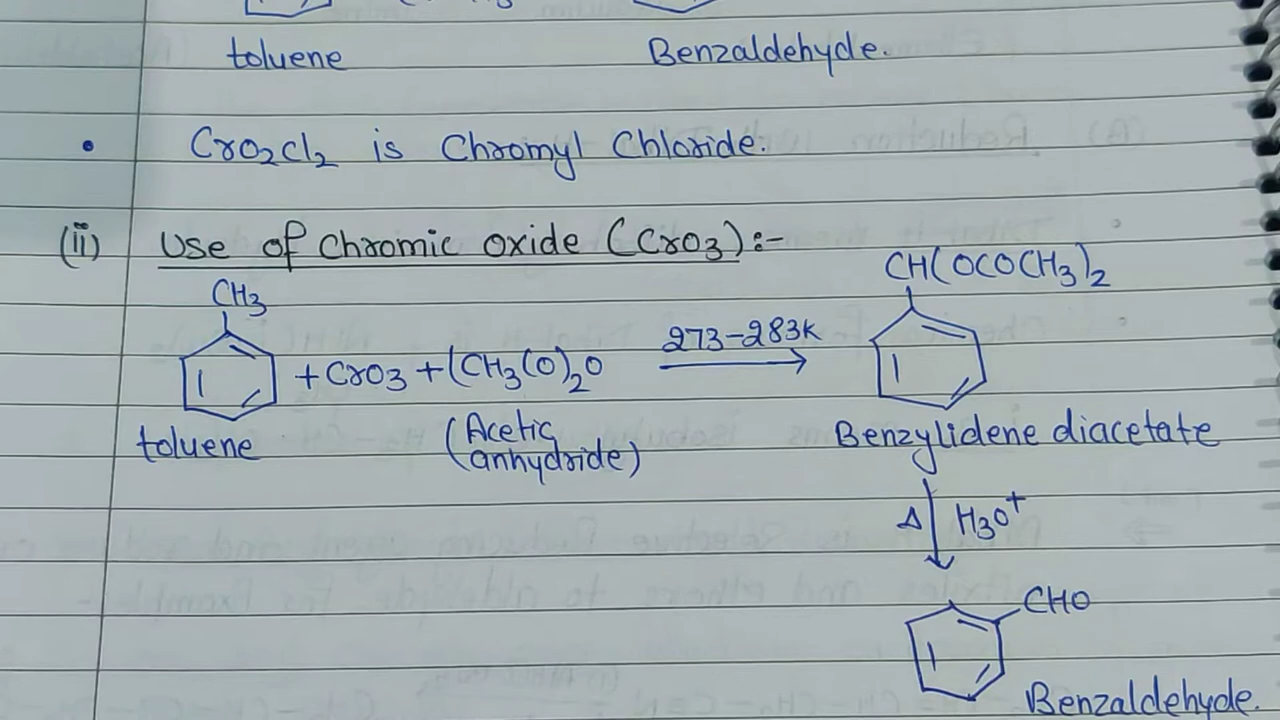 toluene Benzaldehyde.
• CrO2Cl2 is Chromyl Chloride.
(ii) Use of Chromic oxide (CrO3):-
CH3 CH(OCOCH3)2
+ CrO3 + (CH3CO)2O 273-283K
toluene (Acetic anhydride) Benzylidene diacetate
Δ H3O+
CHO
Benzaldehyde.